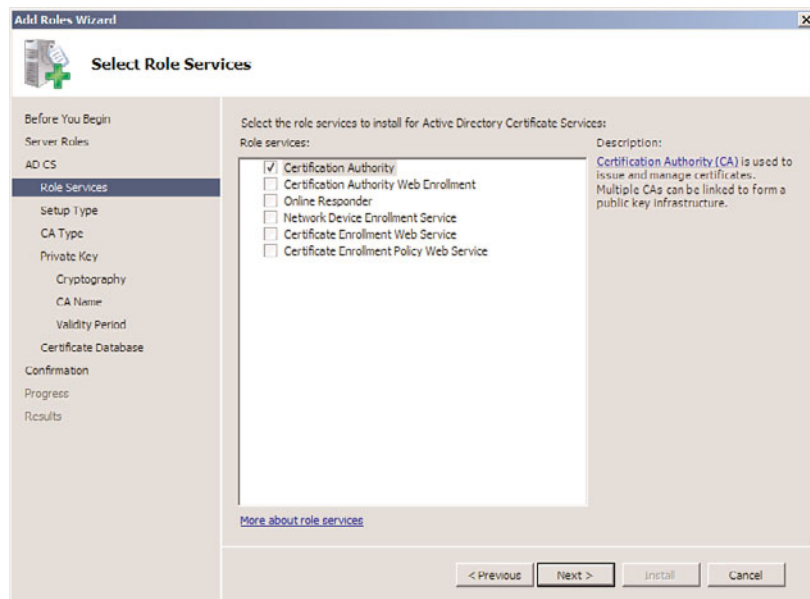 Add Roles Wizard
Select Role Services
Before You Begin
Server Roles
AD CS
Role Services
Setup Type
CA Type
Private Key
Cryptography
CA Name
Validity Period
Certificate Database
Confirmation
Progress
Results
Select the role services to install for Active Directory Certificate Services:
Role services:
Certification Authority
Certification Authority Web Enrollment
Online Responder
Network Device Enrollment Service
Certificate Enrollment Web Service
Certificate Enrollment Policy Web Service
More about role services
Description:
Certification Authority (CA) is used to
issue and manage certificates.
Multiple CAs can be linked to form a
public key infrastructure.
< Previous
Next >
Install
Cancel